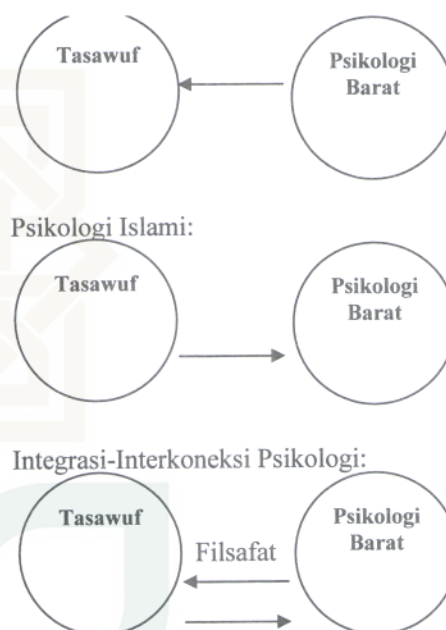 Tasawuf
Psikologi
Barat
Psikologi Islami:
Tasawuf
Psikologi
Barat
Integrasi-Interkoneksi Psikologi:
Tasawuf
Filsafat
Psikologi
Barat